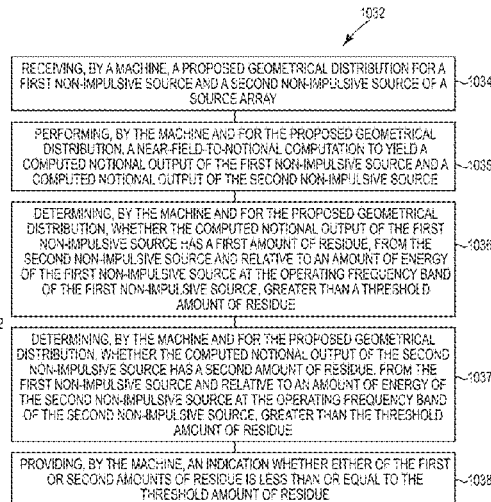 1032
RECEIVING, BY A MACHINE, A PROPOSED GEOMETRICAL DISTRIBUTION FOR A
FIRST NON-IMPULSIVE SOURCE AND A SECOND NON-IMPULSIVE SOURCE OF A
SOURCE ARRAY
1034
PERFORMING, BY THE MACHINE AND FOR THE PROPOSED GEOMETRICAL
DISTRIBUTION, A NEAR-FIELD-TO-NOTIONAL COMPUTATION TO YIELD A
COMPUTED NOTIONAL OUTPUT OF THE FIRST NON-IMPULSIVE SOURCE AND A
COMPUTED NOTIONAL OUTPUT OF THE SECOND NON-IMPULSIVE SOURCE
1035
DETERMINING, BY THE MACHINE AND FOR THE PROPOSED GEOMETRICAL
DISTRIBUTION, WHETHER THE COMPUTED NOTIONAL OUTPUT OF THE FIRST
NON-IMPULSIVE SOURCE HAS A FIRST AMOUNT OF RESIDUE, FROM THE
SECOND NON-IMPULSIVE SOURCE AND RELATIVE TO AN AMOUNT OF ENERGY
OF THE FIRST NON-IMPULSIVE SOURCE AT THE OPERATING FREQUENCY BAND
OF THE FIRST NON-IMPULSIVE SOURCE, GREATER THAN A THRESHOLD
AMOUNT OF RESIDUE
1036
2
DETERMINING, BY THE MACHINE AND FOR THE PROPOSED GEOMETRICAL
DISTRIBUTION, WHETHER THE COMPUTED NOTIONAL OUTPUT OF THE SECOND
NON-IMPULSIVE SOURCE HAS A SECOND AMOUNT OF RESIDUE, FROM THE
FIRST NON-IMPULSIVE SOURCE AND RELATIVE TO AN AMOUNT OF ENERGY OF
THE SECOND NON-IMPULSIVE SOURCE AT THE OPERATING FREQUENCY BAND
OF THE SECOND NON-IMPULSIVE SOURCE, GREATER THAN THE THRESHOLD
AMOUNT OF RESIDUE
1037
PROVIDING, BY THE MACHINE, AN INDICATION WHETHER EITHER OF THE FIRST
OR SECOND AMOUNTS OF RESIDUE IS LESS THAN OR EQUAL TO THE
THRESHOLD AMOUNT OF RESIDUE
1038